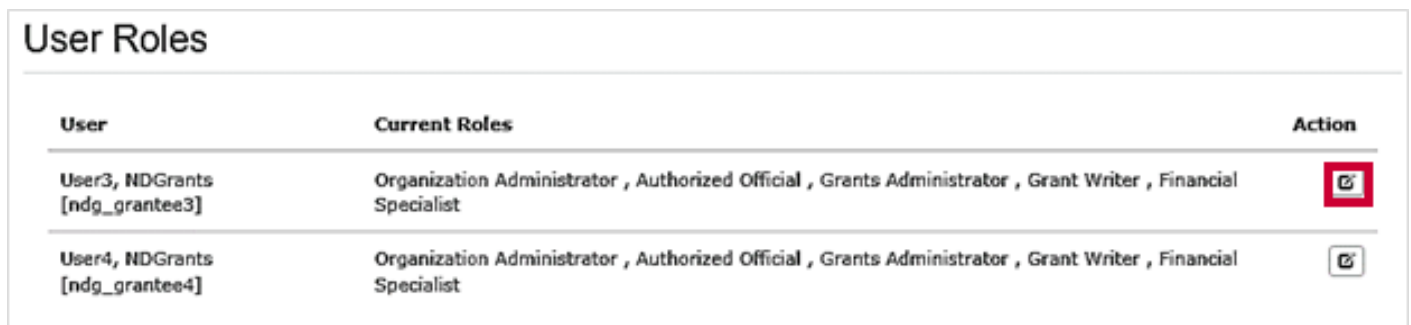 User Roles
User Current Roles Action
User3, NDGrants Organization Administrator , Authorized Official , Grants Administrator , Grant Writer , Financial
[ndg_grantee3] Specialist
User4, NDGrants Organization Administrator , Authorized Official , Grants Administrator , Grant Writer , Financial
[ndg_grantee4] Specialist